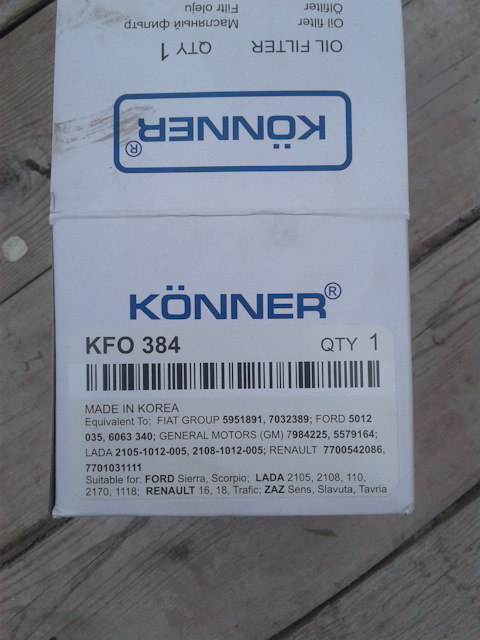 Ölfilter Filtr oleju
Oil filter Масляный фильтр
OIL FILTER QTY 1
KÖNNER®
KÖNNER®
KFO 384 QTY 1
MADE IN KOREA
Equivalent To: FIAT GROUP 5951891, 7032389; FORD 5012
035, 6063 340; GENERAL MOTORS (GM) 7984225, 5579164;
LADA 2105-1012-005, 2108-1012-005; RENAULT 7700542086,
7701031111
Suitable for: FORD Sierra, Scorpio; LADA 2105, 2108, 110,
2170, 1118; RENAULT 16, 18, Trafic; ZAZ Sens, Slavuta, Tavria